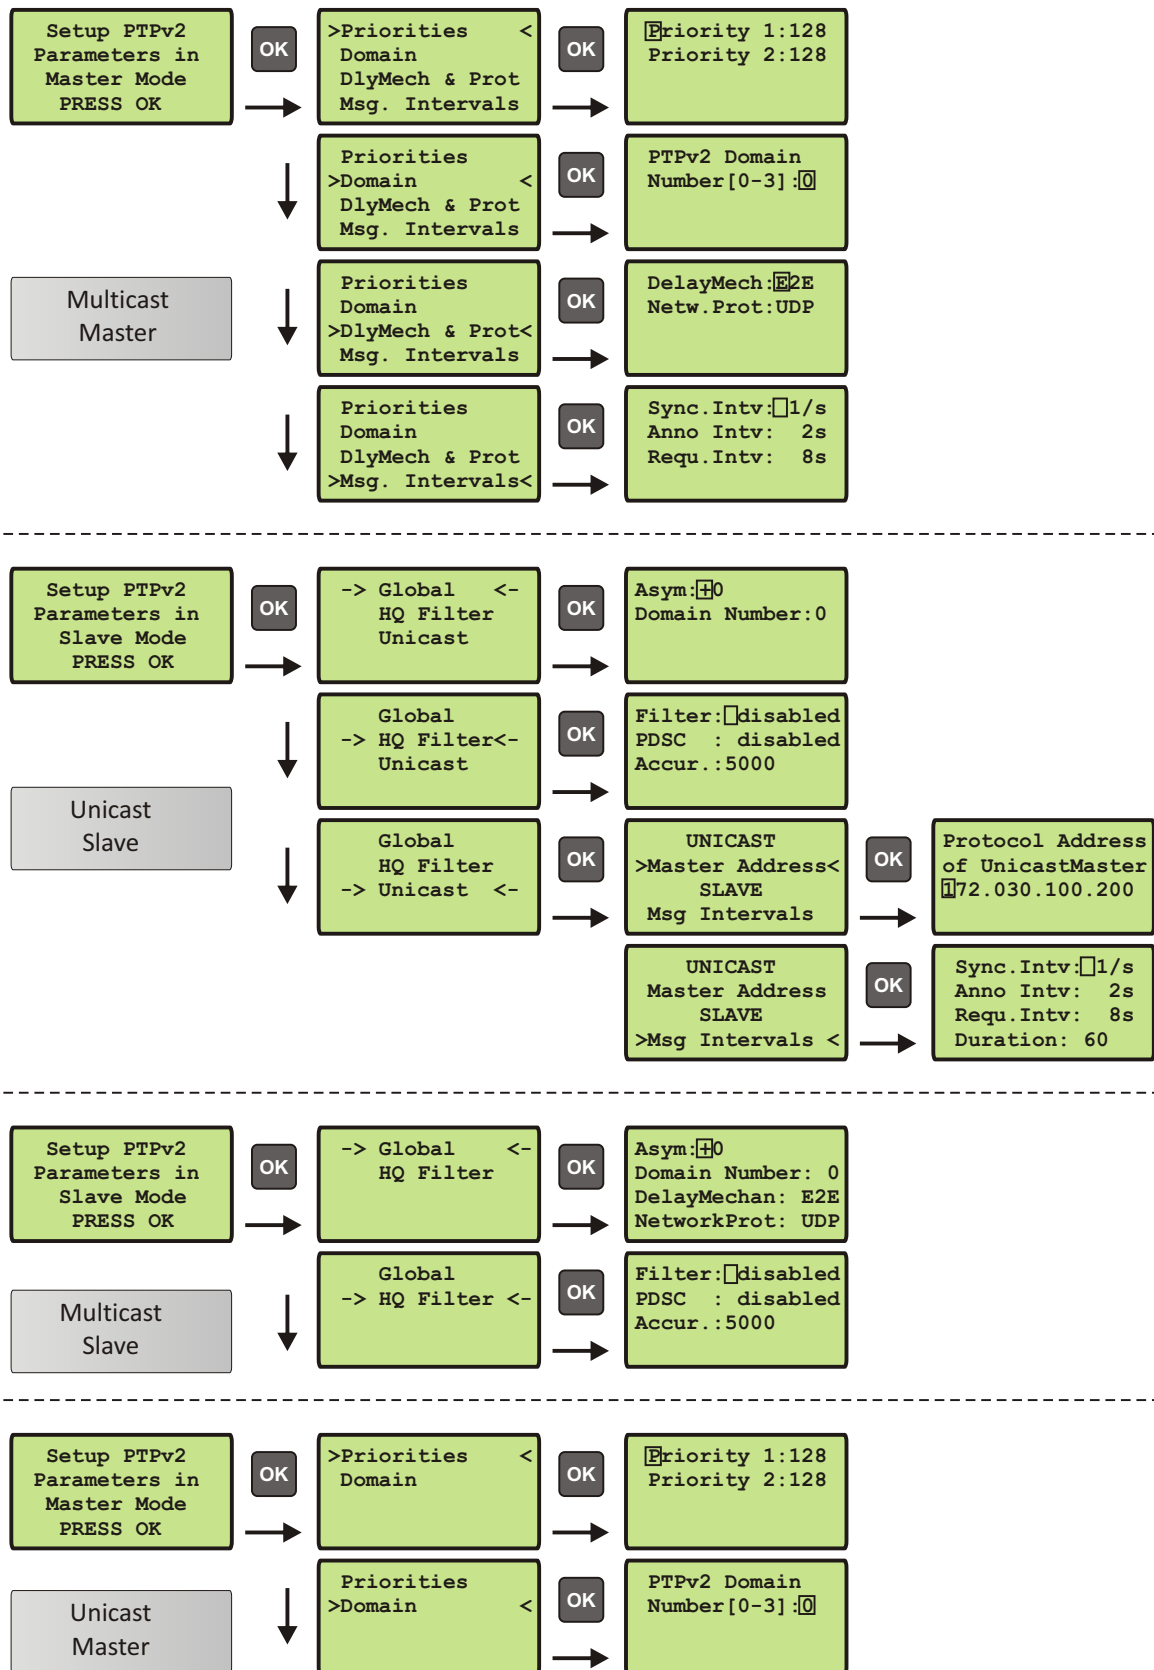 Setup PTPv2
Parameters in
Master Mode
PRESS OK
OK
>Priorities <
Domain
DlyMech & Prot
Msg. Intervals
OK
Priority 1:128
Priority 2:128
Priorities
>Domain <
DlyMech & Prot
Msg. Intervals
OK
PTPv2 Domain
Number[0-3]:0
Multicast
Master
Priorities
Domain
>DlyMech & Prot<
Msg. Intervals
OK
DelayMech:E2E
Netw.Prot:UDP
Priorities
Domain
DlyMech & Prot
>Msg. Intervals<
OK
Sync.Intv: 1/s
Anno Intv: 2s
Requ.Intv: 8s
Setup PTPv2
Parameters in
Slave Mode
PRESS OK
OK
-> Global <-
HQ Filter
Unicast
OK
Asym:+0
Domain Number:0
Global
-> HQ Filter<-
Unicast
OK
Filter: disabled
PDSC : disabled
Accur.:5000
Unicast
Slave
Global
HQ Filter
-> Unicast <-
OK
UNICAST
>Master Address<
SLAVE
Msg Intervals
OK
Protocol Address
of UnicastMaster
172.030.100.200
UNICAST
Master Address
SLAVE
>Msg Intervals <
OK
Sync.Intv: 1/s
Anno Intv: 2s
Requ.Intv: 8s
Duration: 60
Setup PTPv2
Parameters in
Slave Mode
PRESS OK
OK
-> Global <-
HQ Filter
OK
Asym:+0
Domain Number: 0
DelayMechan: E2E
NetworkProt: UDP
Multicast
Slave
Global
-> HQ Filter <-
OK
Filter: disabled
PDSC : disabled
Accur.:5000
Setup PTPv2
Parameters in
Master Mode
PRESS OK
OK
>Priorities <
Domain
OK
Priority 1:128
Priority 2:128
Unicast
Master
Priorities
>Domain <
OK
PTPv2 Domain
Number[0-3]:0